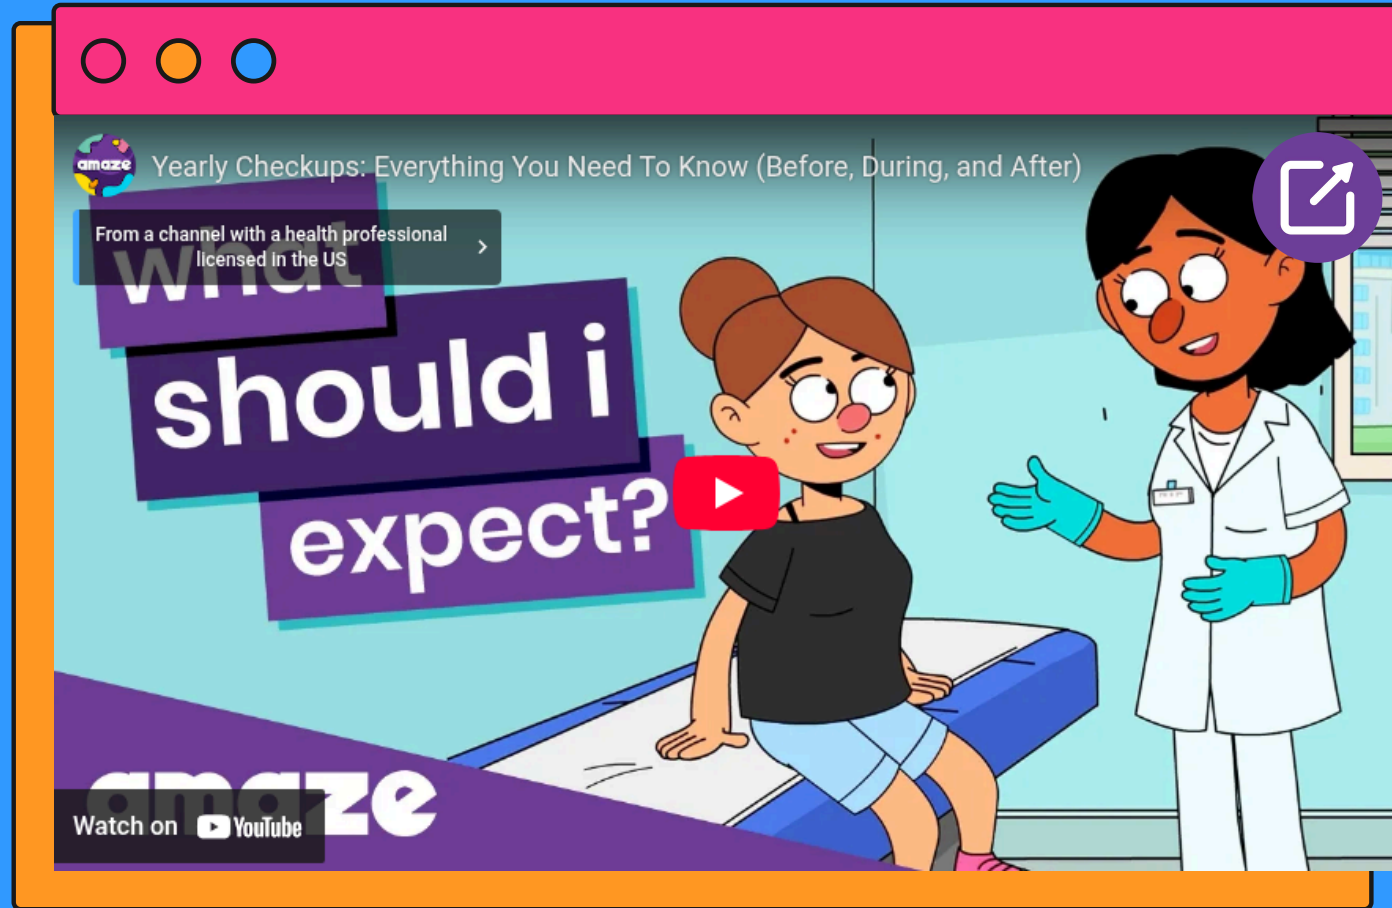 amaze
Yearly Checkups: Everything You Need To Know (Before, During, and After)
From a channel with a health professional
licensed in the US
what
should i
expect?
amaze
Watch on YouTube